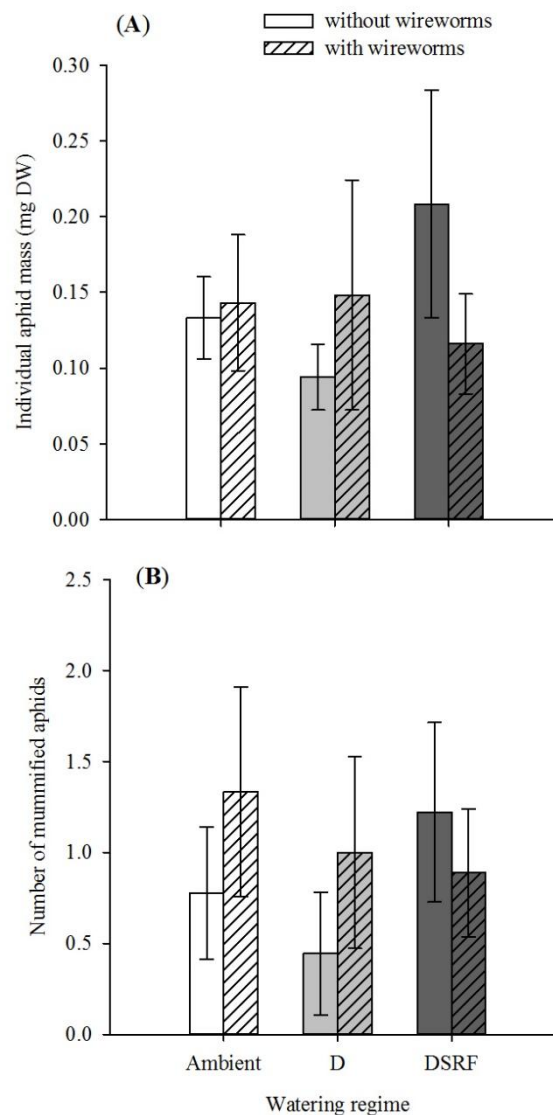 (A)
without wireworms
with wireworms
Individual aphid mass (mg DW)
0.30
0.25
0.20
0.15
0.10
0.05
0.00
(B)
Number of mummified aphids
2.5
2.0
1.5
1.0
0.5
0.0
Ambient D DSRF
Watering regime